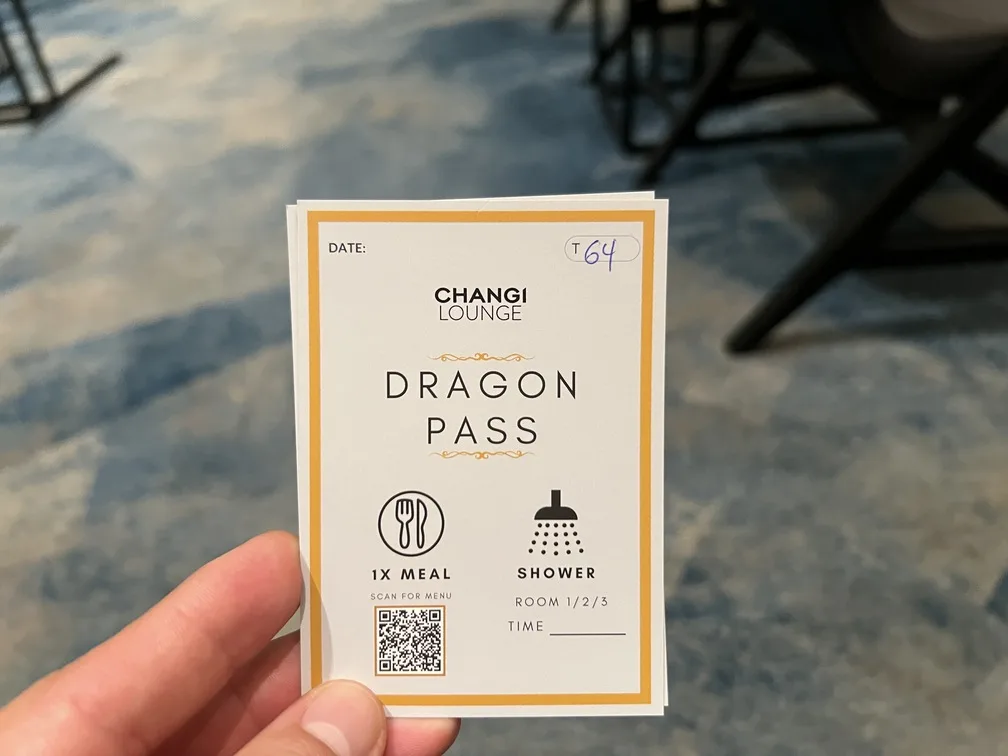 DATE:
T 64
CHANGI
LOUNGE
DRAGON
PASS
1X MEAL
SCAN FOR MENU
SHOWER
ROOM 1/2/3
TIME